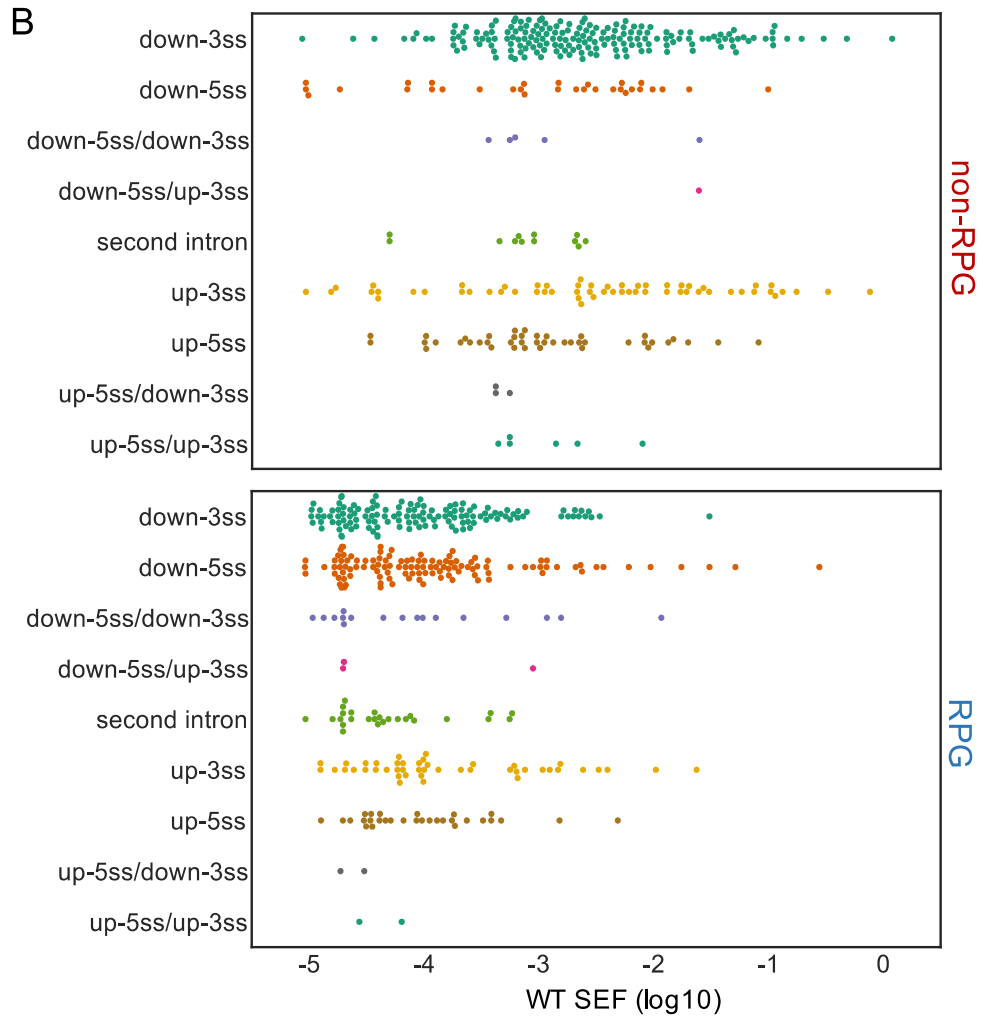 B
down-3ss
down-5ss
down-5ss/down-3ss
down-5ss/up-3ss
second intron
up-3ss
up-5ss
up-5ss/down-3ss
up-5ss/up-3ss
non-RPG
down-3ss
down-5ss
down-5ss/down-3ss
down-5ss/up-3ss
second intron
up-3ss
up-5ss
up-5ss/down-3ss
up-5ss/up-3ss
RPG
-5 -4 -3 -2 -1 0
WT SEF (log10)